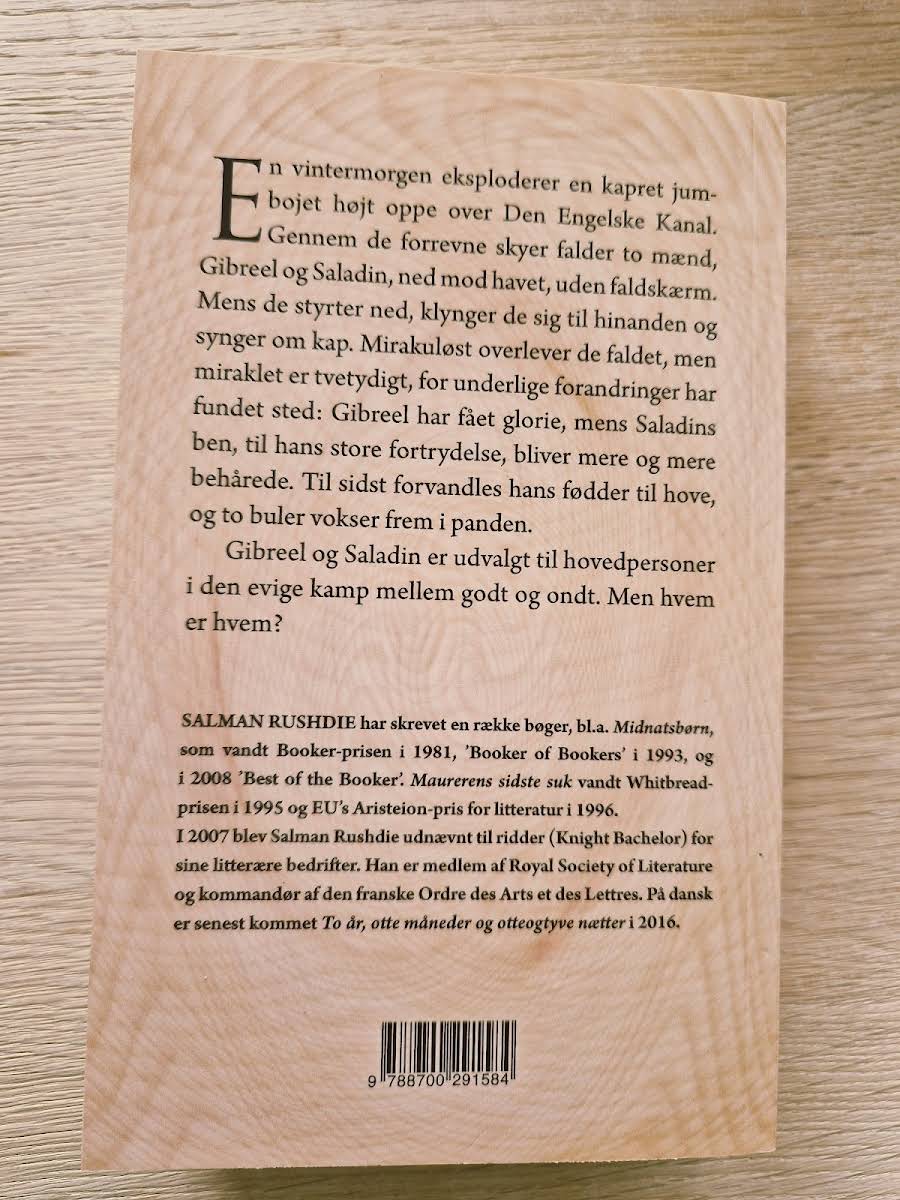 En vintermorgen eksploderer en kapret jum-
bojet højt oppe over Den Engelske Kanal.
Gennem de forrevne skyer falder to mænd,
Gibreel og Saladin, ned mod havet, uden faldskærm.
Mens de styrter ned, klynger de sig til hinanden og
synger om kap. Mirakuløst overlever de faldet, men
miraklet er tvetydigt, for underlige forandringer har
fundet sted: Gibreel har fået glorie, mens Saladins
ben, til hans store fortrydelse, bliver mere og mere
behårede. Til sidst forvandles hans fødder til hove,
og to buler vokser frem i panden.
Gibreel og Saladin er udvalgt til hovedpersoner
i den evige kamp mellem godt og ondt. Men hvem
er hvem?
SALMAN RUSHDIE har skrevet en række bøger, bl.a. Midnatsbørn,
som vandt Booker-prisen i 1981, ’Booker of Bookers’ i 1993, og
i 2008 ’Best of the Booker’. Maurerens sidste suk vandt Whitbread-
prisen i 1995 og EU’s Aristeion-pris for litteratur i 1996.
I 2007 blev Salman Rushdie udnævnt til ridder (Knight Bachelor) for
sine litterære bedrifter. Han er medlem af Royal Society of Literature
og kommandør af den franske Ordre des Arts et des Lettres. På dansk
er senest kommet To år, otte måneder og otteogtyve nætter i 2016.
9 788700 291584